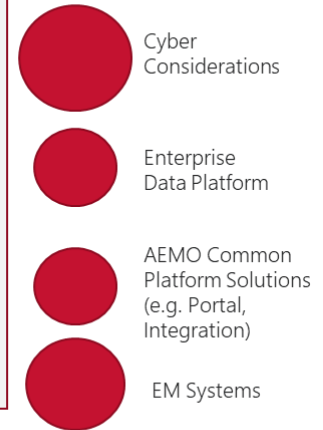 Cyber
Considerations
Enterprise
Data Platform
AEMO Common
Platform Solutions
(e.g. Portal,
Integration)
EM Systems